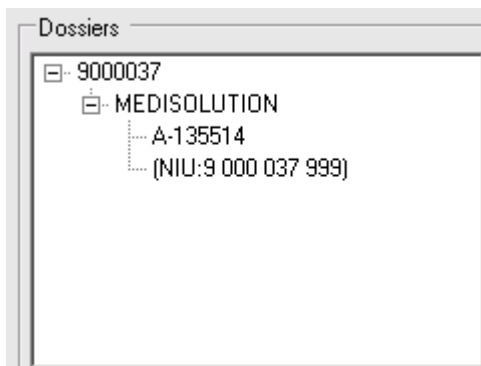 Dossiers
9000037
MEDISOLUTION
A-135514
(NIU:9 000 037 999)